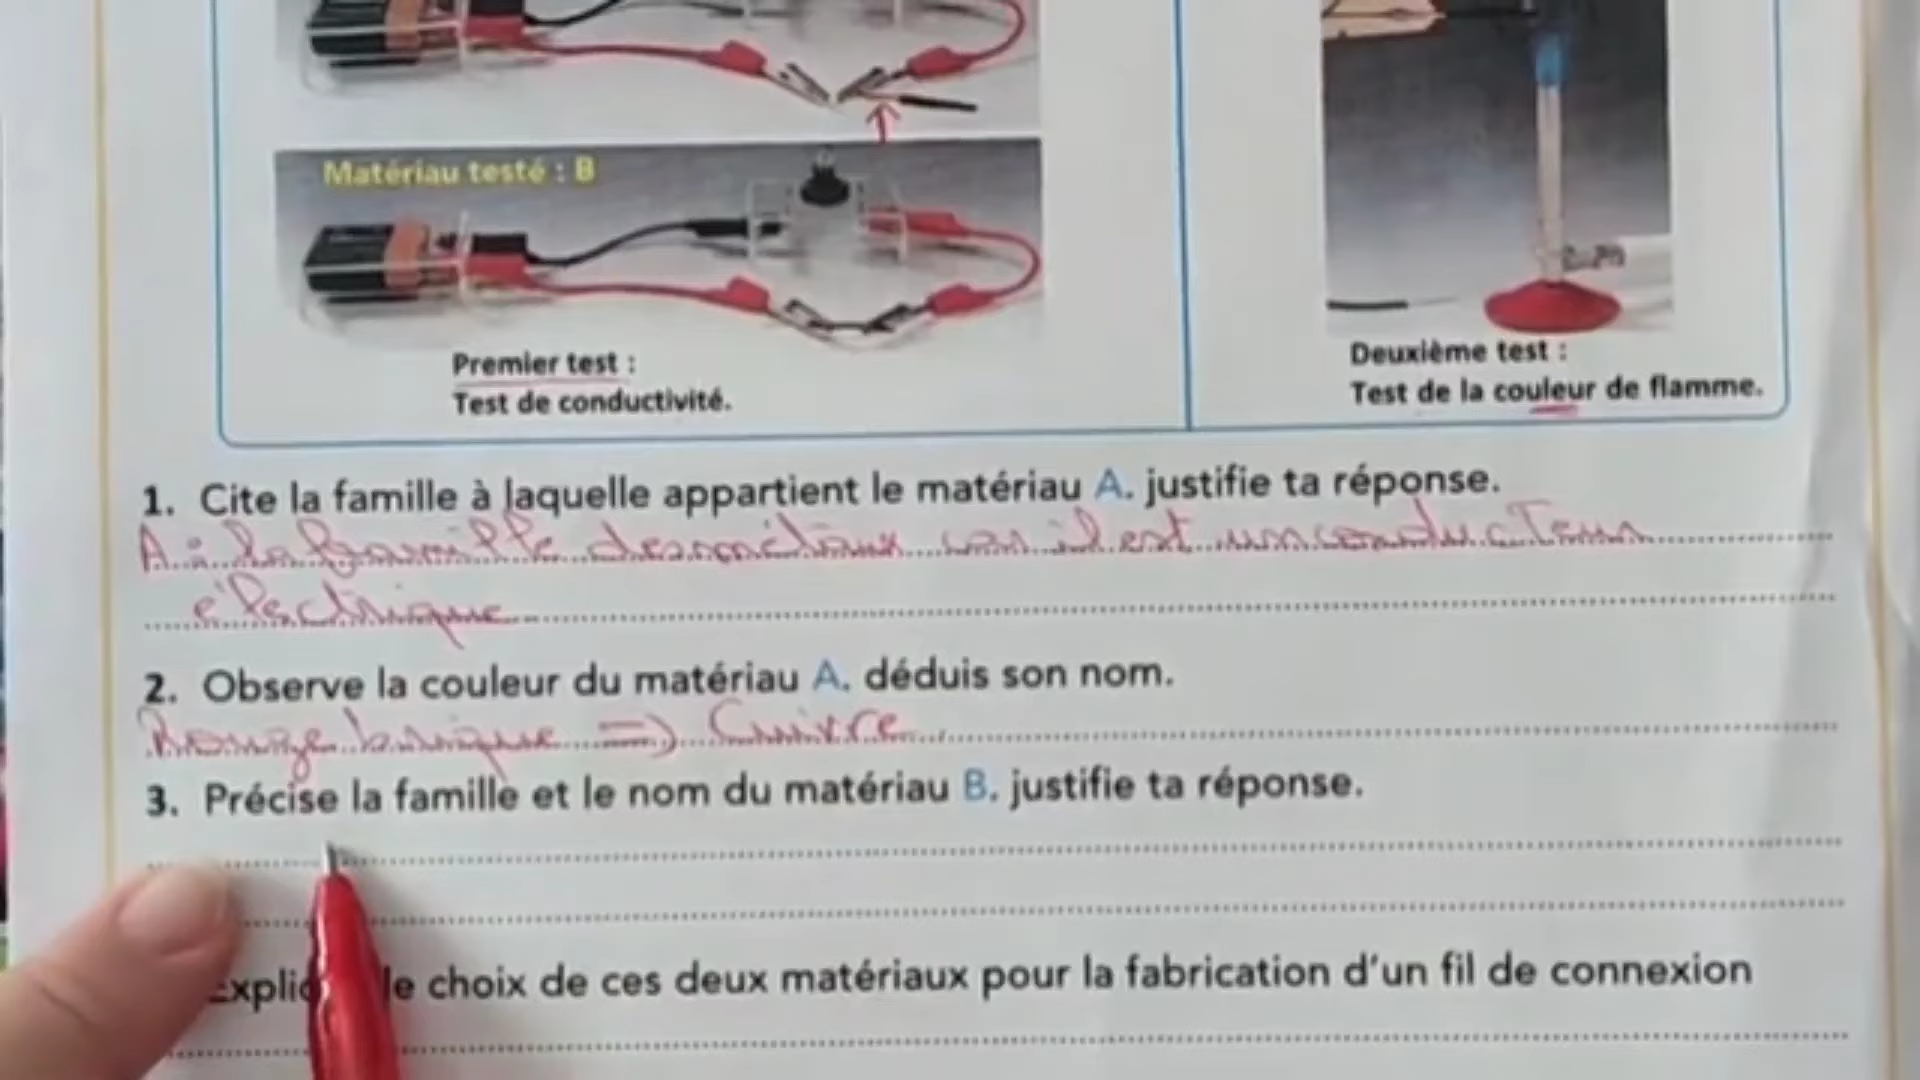 Matériau testé : B
Premier test :
Test de conductivité.
Deuxième test :
Test de la couleur de flamme.
1. Cite la famille à laquelle appartient le matériau A. justifie ta réponse.
A : la famille des métaux car il est un conducteur
électrique
2. Observe la couleur du matériau A. déduis son nom.
Rouge brique => Cuivre
3. Précise la famille et le nom du matériau B. justifie ta réponse.
le choix de ces deux matériaux pour la fabrication d'un fil de connexion